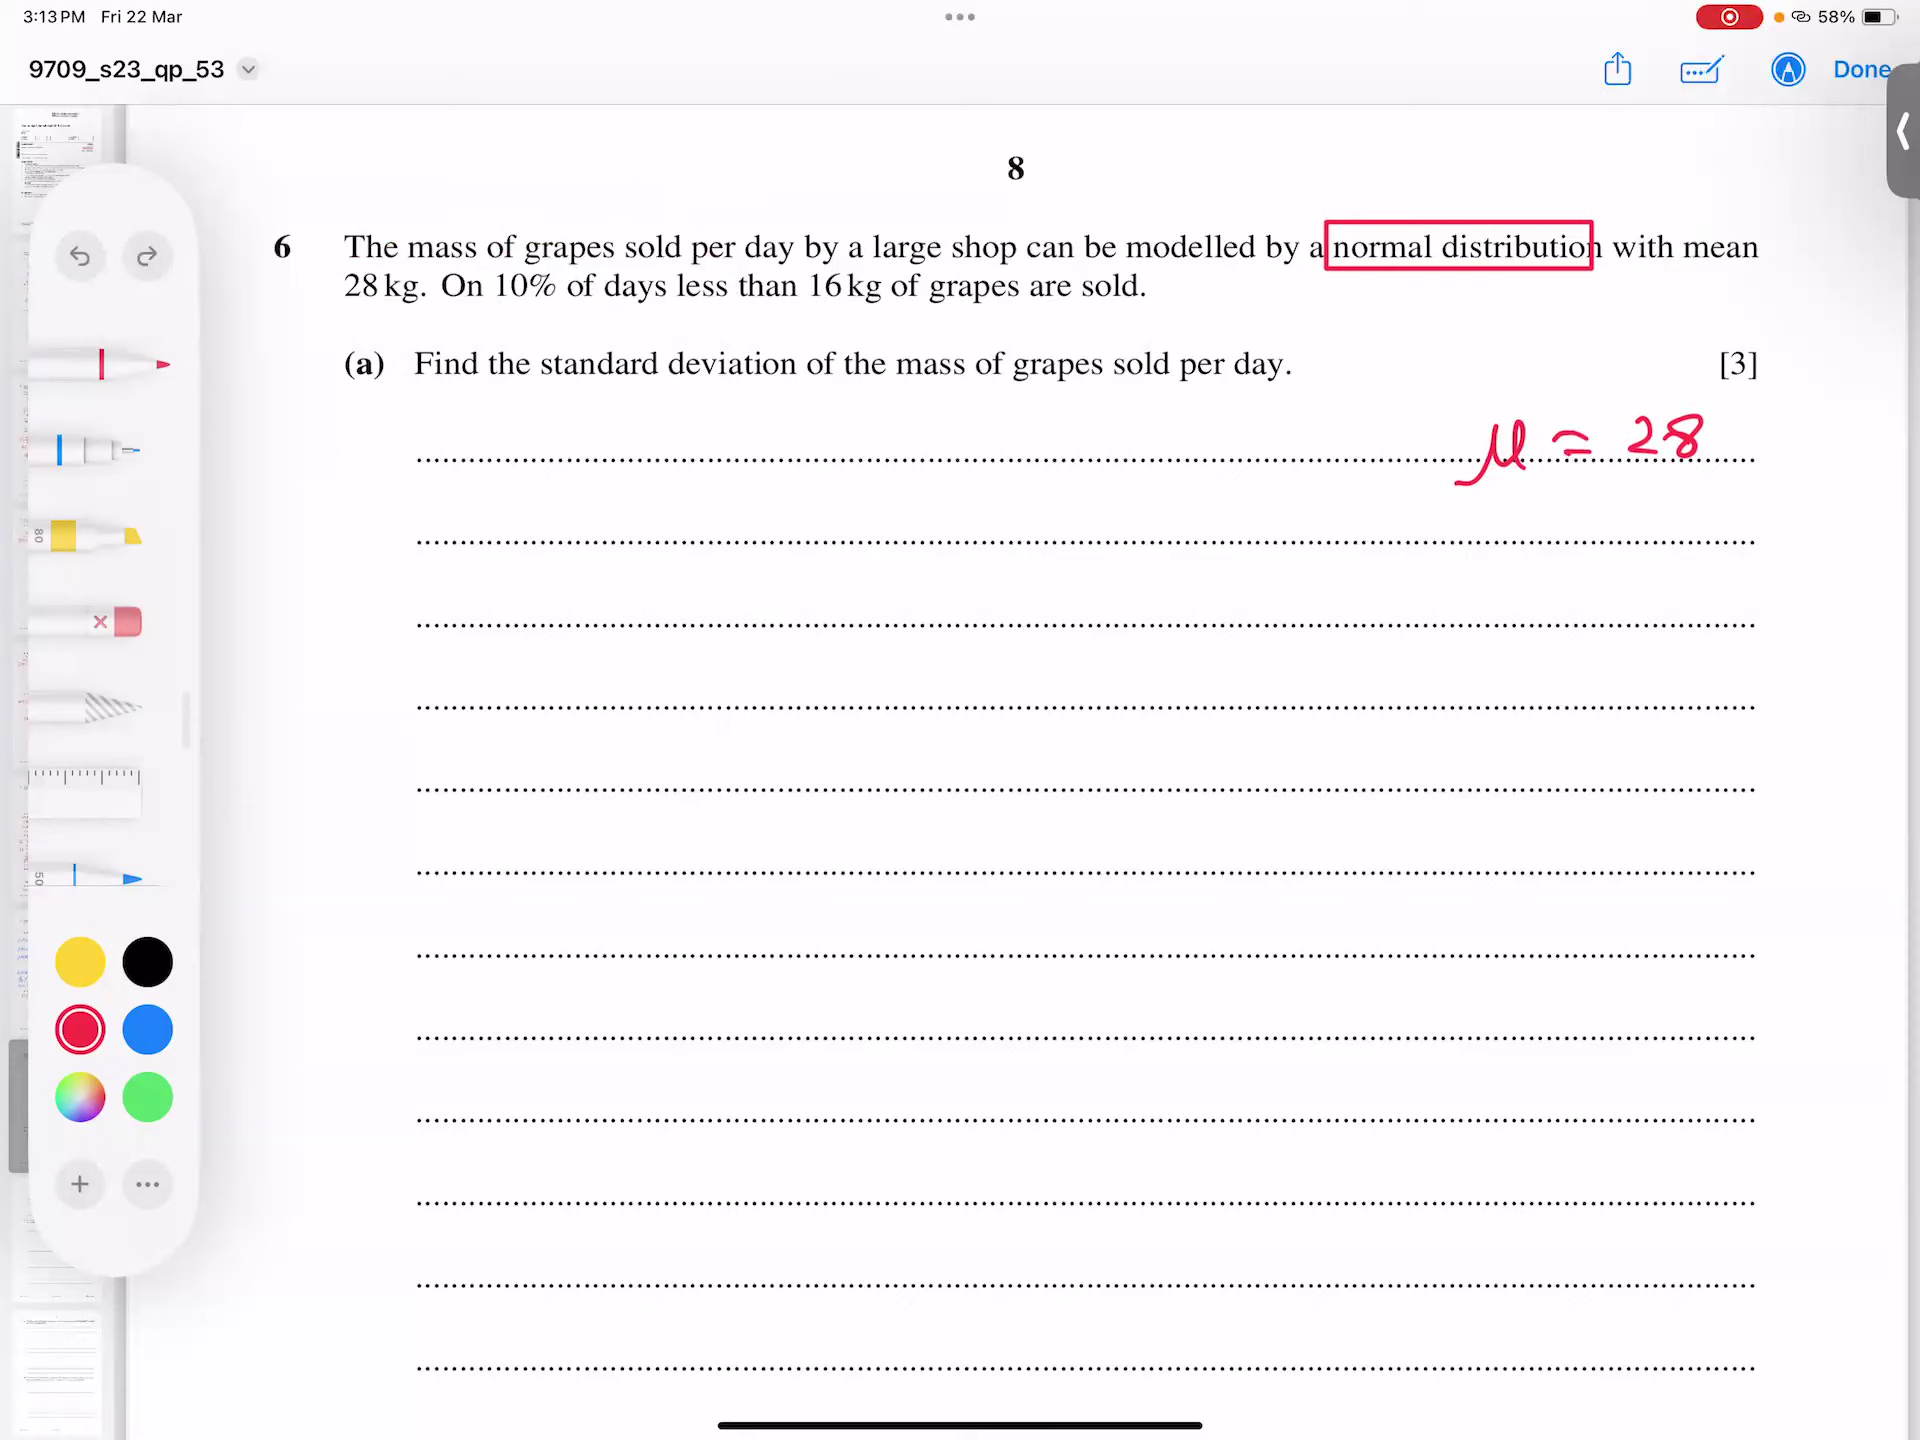 3:13 PM Fri 22 Mar
58%
9709_s23_qp_53
Done
8
6 The mass of grapes sold per day by a large shop can be modelled by a normal distribution with mean
28 kg. On 10% of days less than 16 kg of grapes are sold.
(a) Find the standard deviation of the mass of grapes sold per day. [3]
μ = 28
80
50